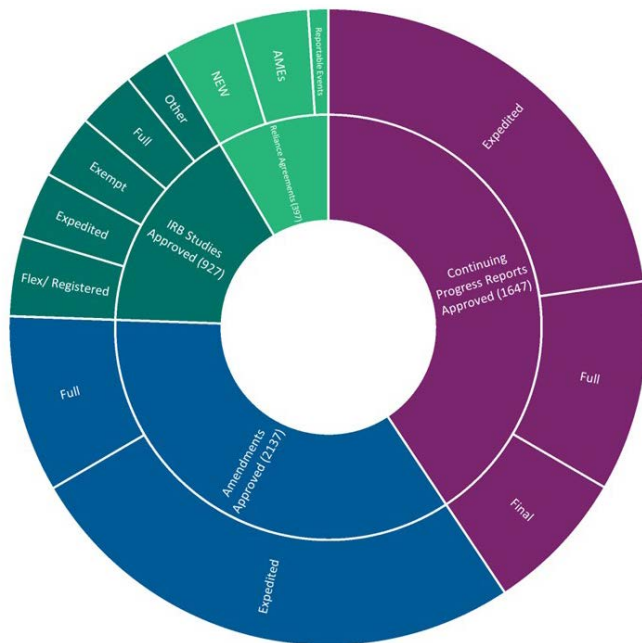 Expedited
Full
Final
Continuing
Progress Reports
Approved (1647)
Expedited
Full
Amendments
Approved (2137)
Flex/ Registered
Expedited
Exempt
Full
Other
IRB Studies
Approved (927)
NEW
AMEs
Reportable Events
Reliance Agreements (397)